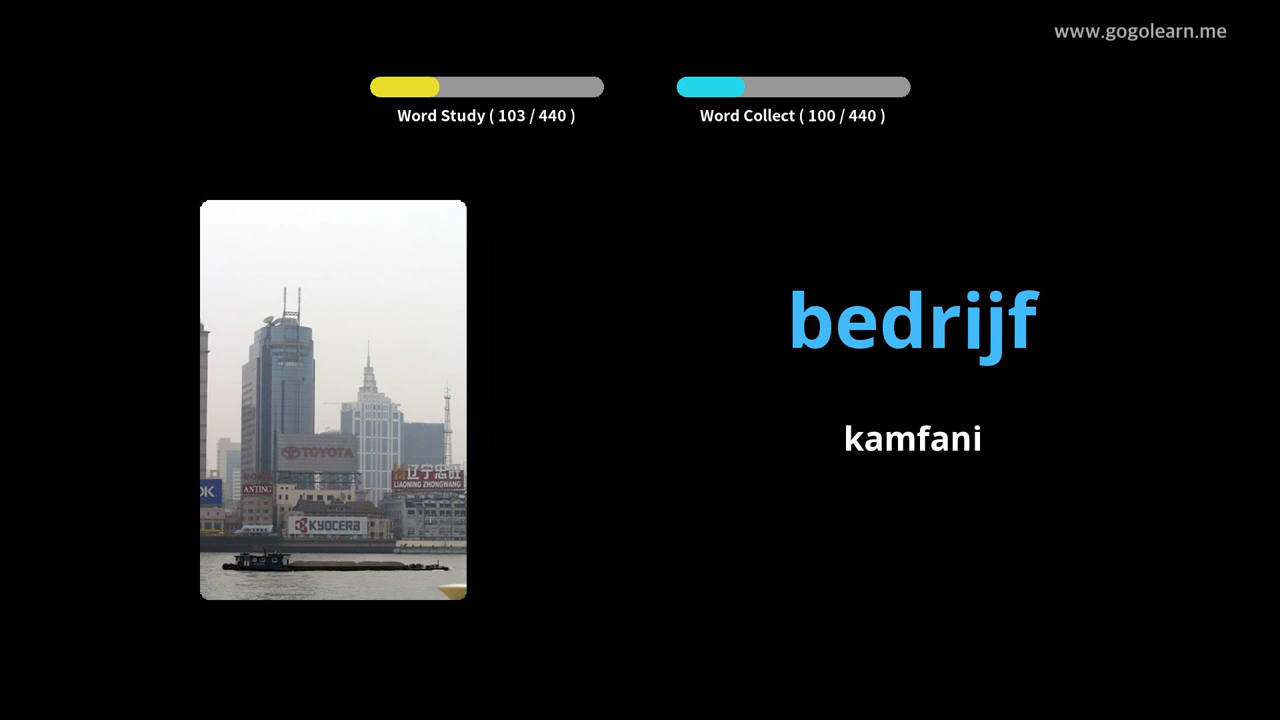 www.gogolearn.me
Word Study ( 103 / 440 )
Word Collect ( 100 / 440 )
bedrijf
kamfani
TOYOTA
OK
ANTING
辽宁忠旺
LIAONING ZHONGWANG
KYOCERA